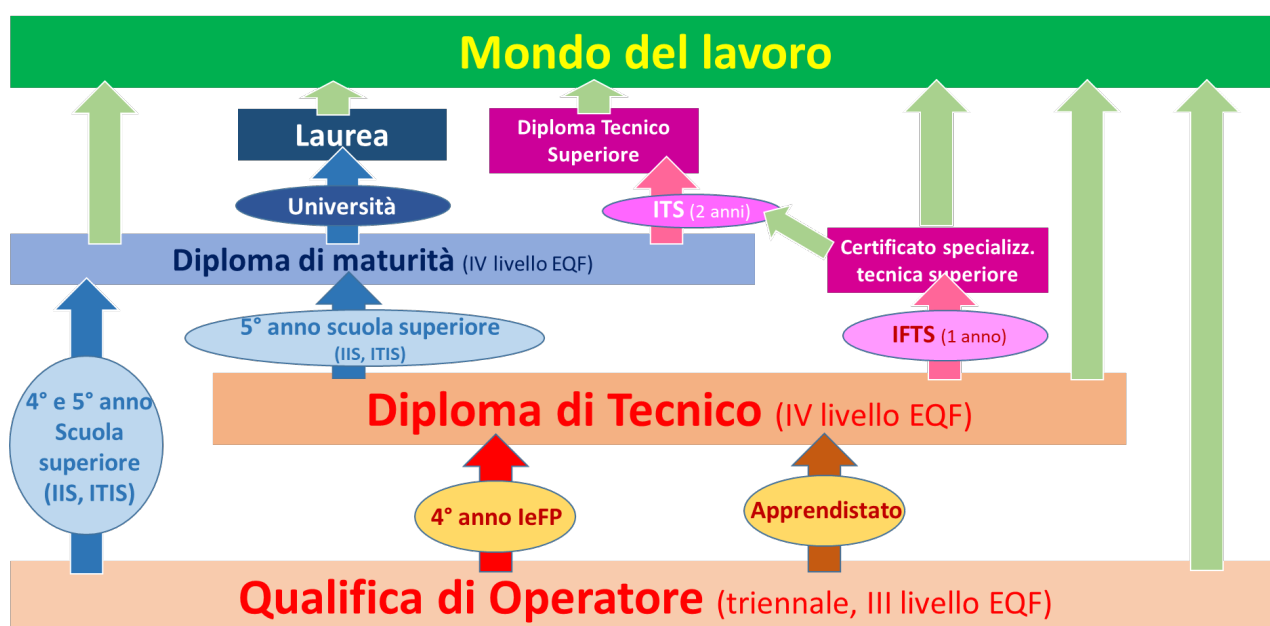 Mondo del lavoro
Laurea
Diploma Tecnico
Superiore
Università
ITS (2 anni)
Diploma di maturità (IV livello EQF)
Certificato specializz.
tecnica superiore
5° anno scuola superiore
(IIS, ITIS)
IFTS (1 anno)
4° e 5° anno
Scuola
superiore
(IIS, ITIS)
Diploma di Tecnico (IV livello EQF)
4° anno IeFP
Apprendistato
Qualifica di Operatore (triennale, III livello EQF)